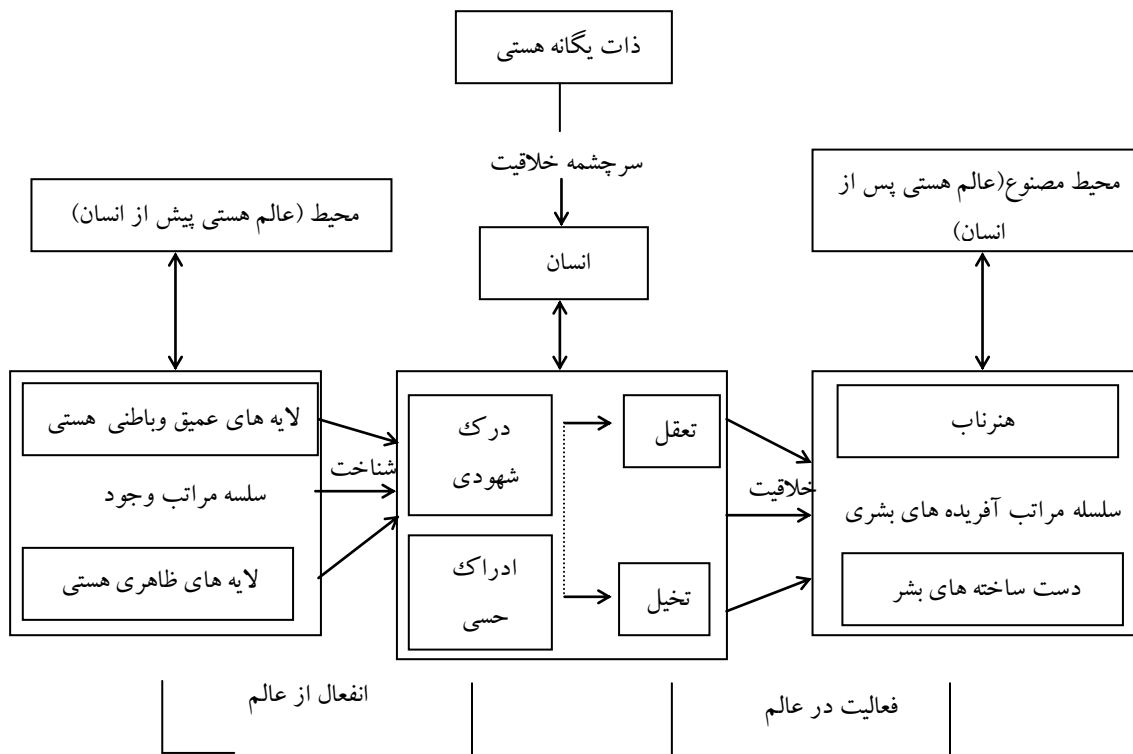 ذات یگانه هستی
سرچشمه خلاقیت
محیط مصنوع(عالم هستی پس از
انسان)
محیط (عالم هستی پیش از انسان)
انسان
لایه های عمیق وباطنی هستی
سلسه مراتب وجود
لایه های ظاهری هستی
شناخت
درک
شهودی
ادراک
حسی
تعقل
تخیل
خلاقیت
هنرناب
سلسله مراتب آفریده های بشری
دست ساخته های بشر
انفعال از عالم
فعالیت در عالم